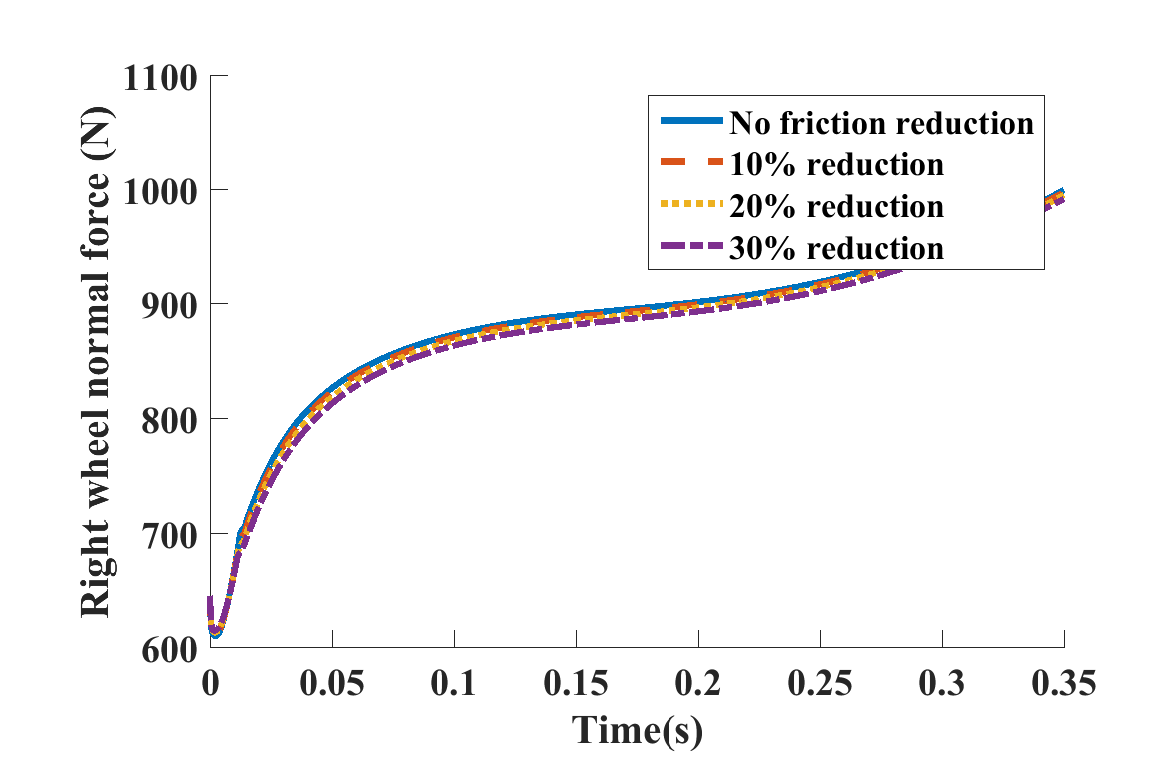 1100
1000
900
800
700
600
Right wheel normal force (N)
No friction reduction
10% reduction
20% reduction
30% reduction
0
0.05
0.1
0.15
0.2
0.25
0.3
0.35
Time(s)